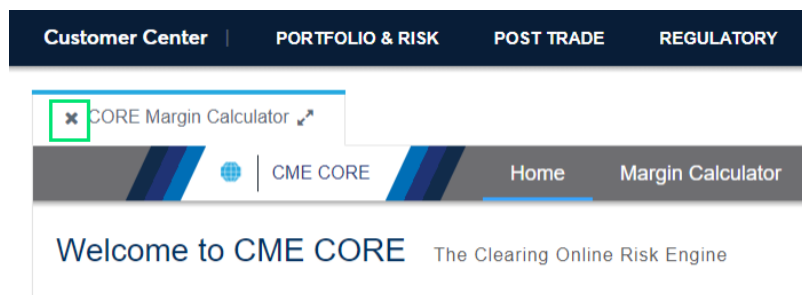 Customer Center | PORTFOLIO & RISK POST TRADE REGULATORY
CORE Margin Calculator
CME CORE Home Margin Calculator
Welcome to CME CORE The Clearing Online Risk Engine